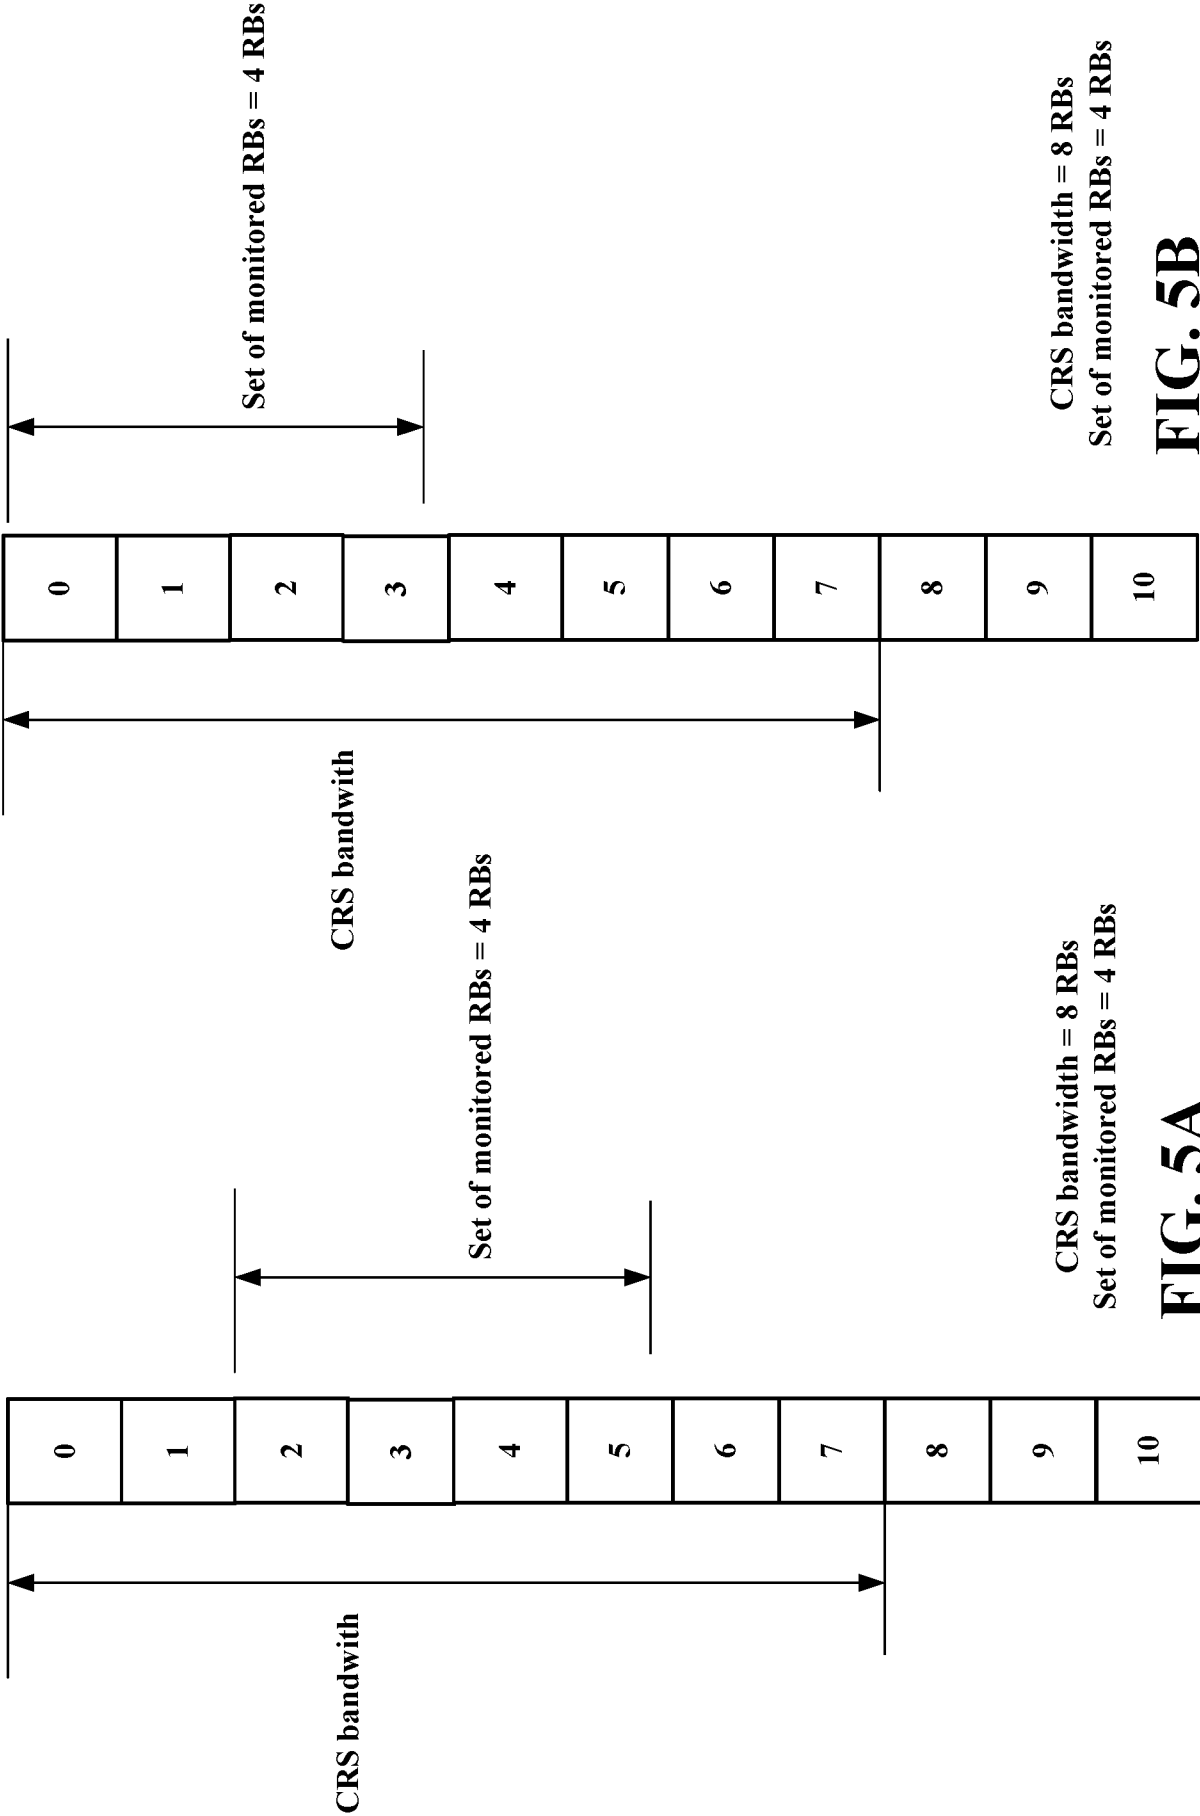 CRS bandwith
0
1
2
3
4
5
6
7
8
9
10
Set of monitored RBs = 4 RBs
CRS bandwidth = 8 RBs
Set of monitored RBs = 4 RBs
FIG. 5A
CRS bandwith
0
1
2
3
4
5
6
7
8
9
10
Set of monitored RBs = 4 RBs
CRS bandwidth = 8 RBs
Set of monitored RBs = 4 RBs
FIG. 5B